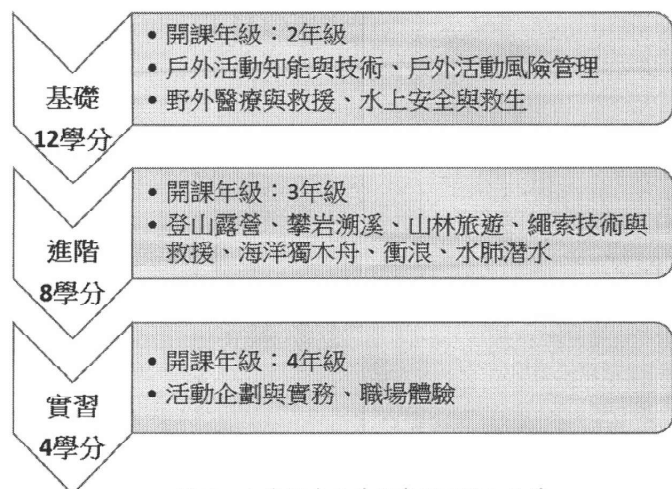 基礎
12學分
• 開課年級：2年級
• 戶外活動知能與技術、戶外活動風險管理
• 野外醫療與救援、水上安全與救生
進階
8學分
• 開課年級：3年級
• 登山露營、攀岩溯溪、山林旅遊、繩索技術與
救援、海洋獨木舟、衝浪、水肺潛水
實習
4學分
• 開課年級：4年級
• 活動企劃與實務、職場體驗